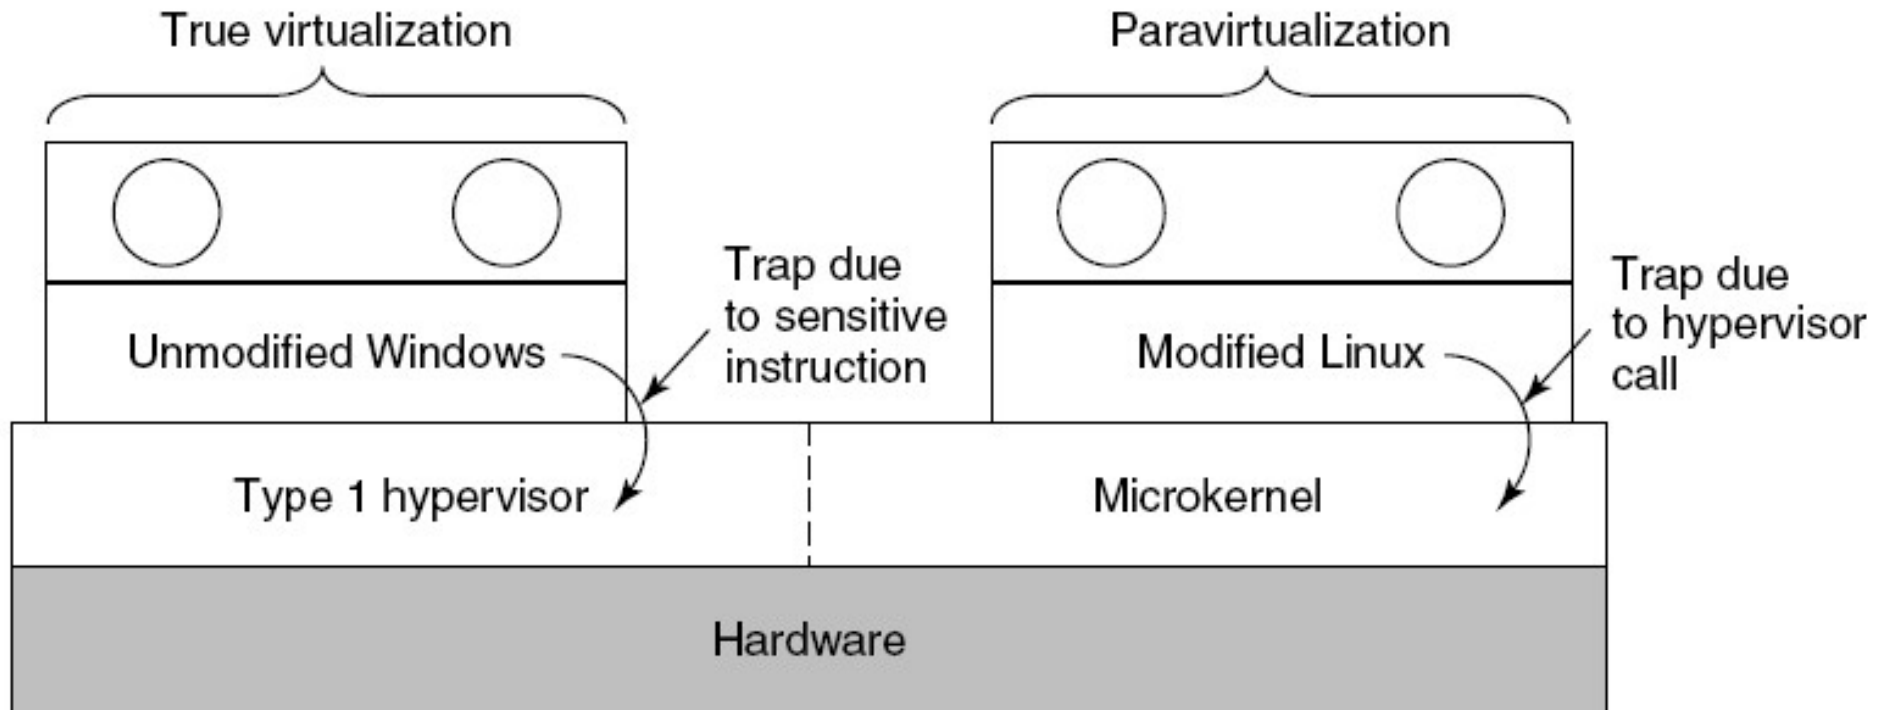 True virtualization
Paravirtualization
Trap due
to sensitive
instruction
Trap due
to hypervisor
call
Unmodified Windows
Modified Linux
Type 1 hypervisor
Microkernel
Hardware